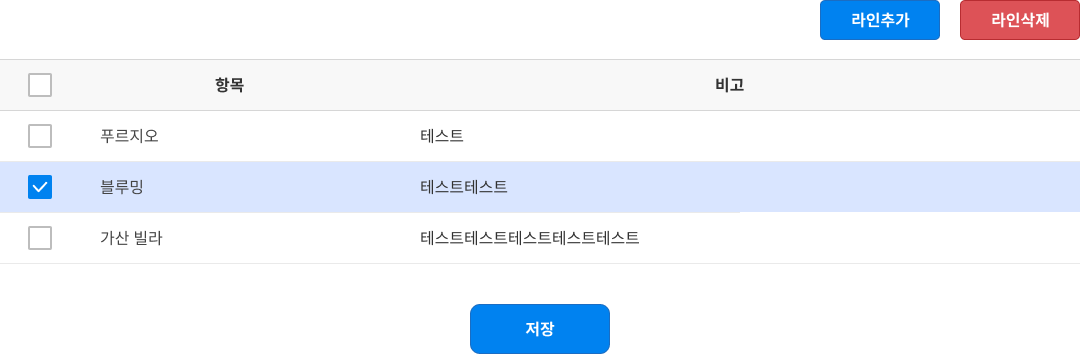 라인추가 라인삭제
항목 비고
푸르지오 테스트
블루밍 테스트테스트
가산 빌라 테스트테스트테스트테스트테스트
저장